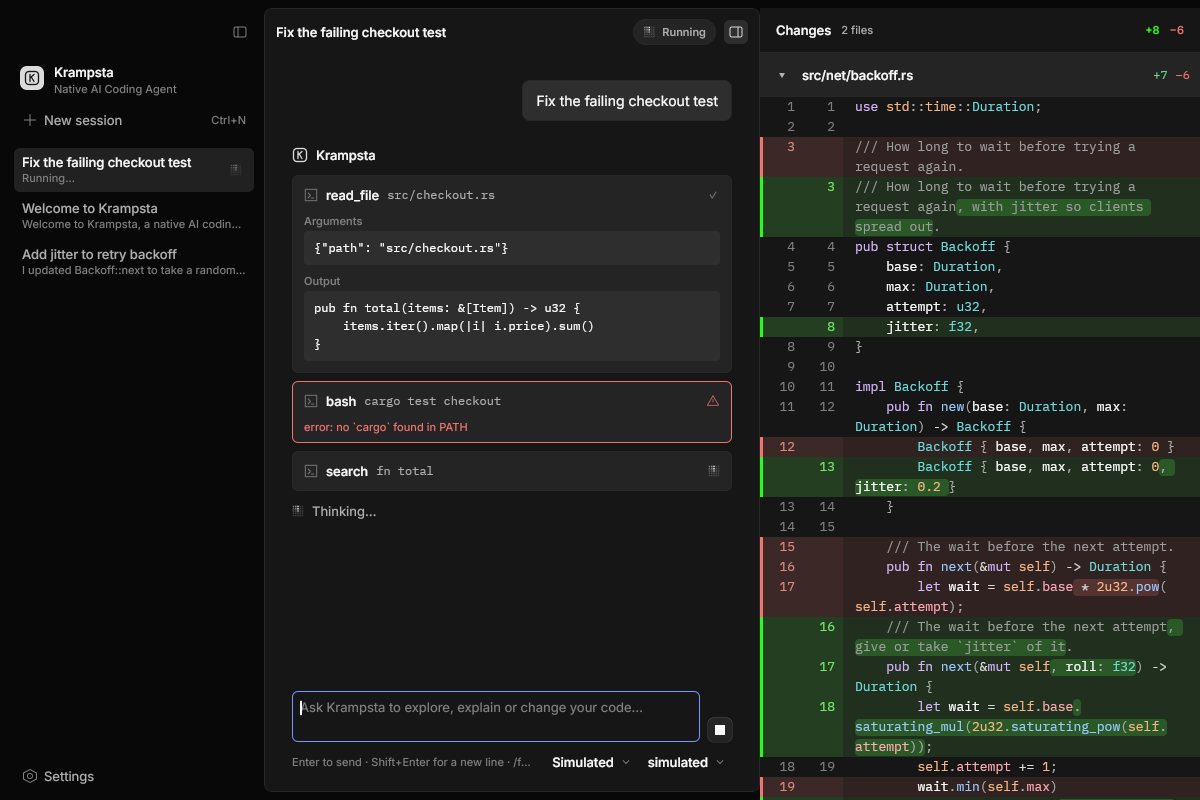 Krampsta
Native AI Coding Agent
New session
Ctrl+N
Fix the failing checkout test
Running...
Welcome to Krampsta
Welcome to Krampsta, a native AI codin...
Add jitter to retry backoff
I updated Backoff::next to take a random...
Settings
Fix the failing checkout test
Running
Fix the failing checkout test
K Krampsta
read_file src/checkout.rs
Arguments
{"path": "src/checkout.rs"}
Output
pub fn total(items: &[Item]) -> u32 {
    items.iter().map(|i| i.price).sum()
}
bash cargo test checkout
error: no `cargo` found in PATH
search fn total
Thinking...
Ask Krampsta to explore, explain or change your code...
Enter to send · Shift+Enter for a new line · /f...
Simulated
simulated
Changes 2 files +8 −6
src/net/backoff.rs +7 −6
1 1 use std::time::Duration;
2 2
3 /// How long to wait before trying a
request again.
3 /// How long to wait before trying a
request again, with jitter so clients
spread out.
4 4 pub struct Backoff {
5 5     base: Duration,
6 6     max: Duration,
7 7     attempt: u32,
8     jitter: f32,
8 9 }
9 10
10 11 impl Backoff {
11 12     pub fn new(base: Duration, max:
Duration) -> Backoff {
12         Backoff { base, max, attempt: 0 }
13         Backoff { base, max, attempt: 0,
jitter: 0.2 }
13 14     }
14 15
15     /// The wait before the next attempt.
16     pub fn next(&mut self) -> Duration {
17         let wait = self.base * 2u32.pow(
self.attempt);
16     /// The wait before the next attempt,
give or take `jitter` of it.
17     pub fn next(&mut self, roll: f32) ->
Duration {
18         let wait = self.base.
saturating_mul(2u32.saturating_pow(self.
attempt));
18 19         self.attempt += 1;
19         wait.min(self.max)